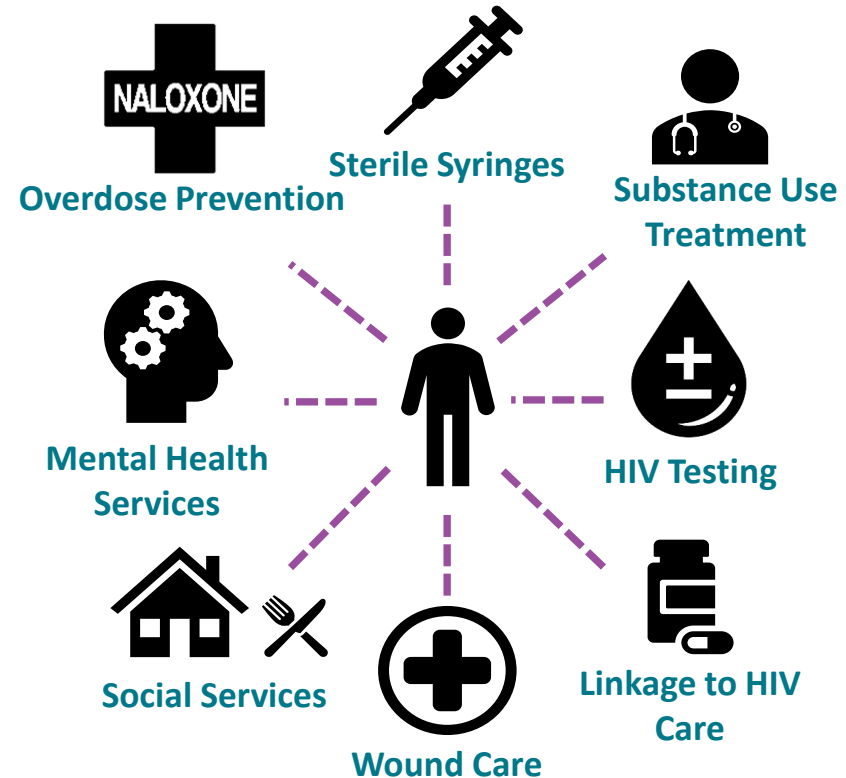 NALOXONE
Overdose Prevention
Sterile Syringes
Substance Use
Treatment
Mental Health
Services
HIV Testing
Social Services
Wound Care
Linkage to HIV
Care